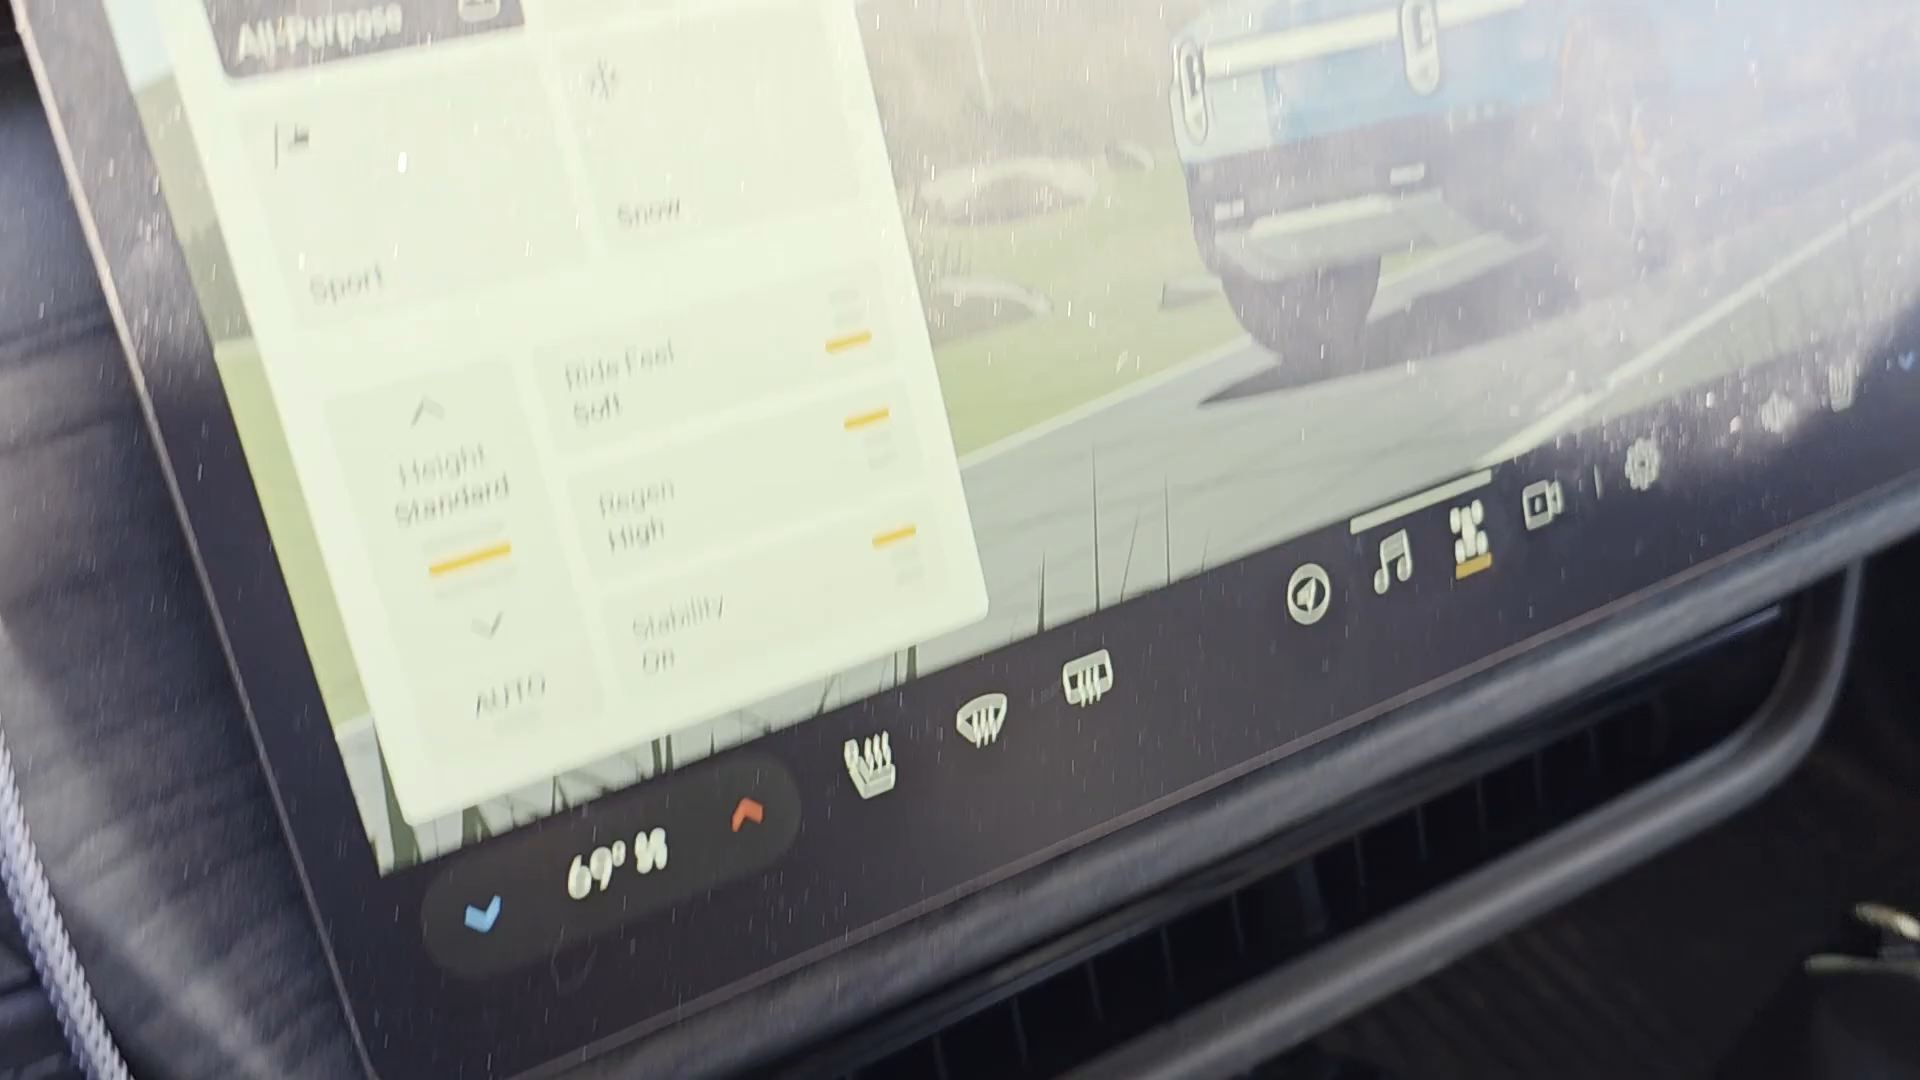 All-Purpose
Snow
Sport
Ride Feel
Soft
Height
Standard
Regen
High
Stability
On
AUTO
69°